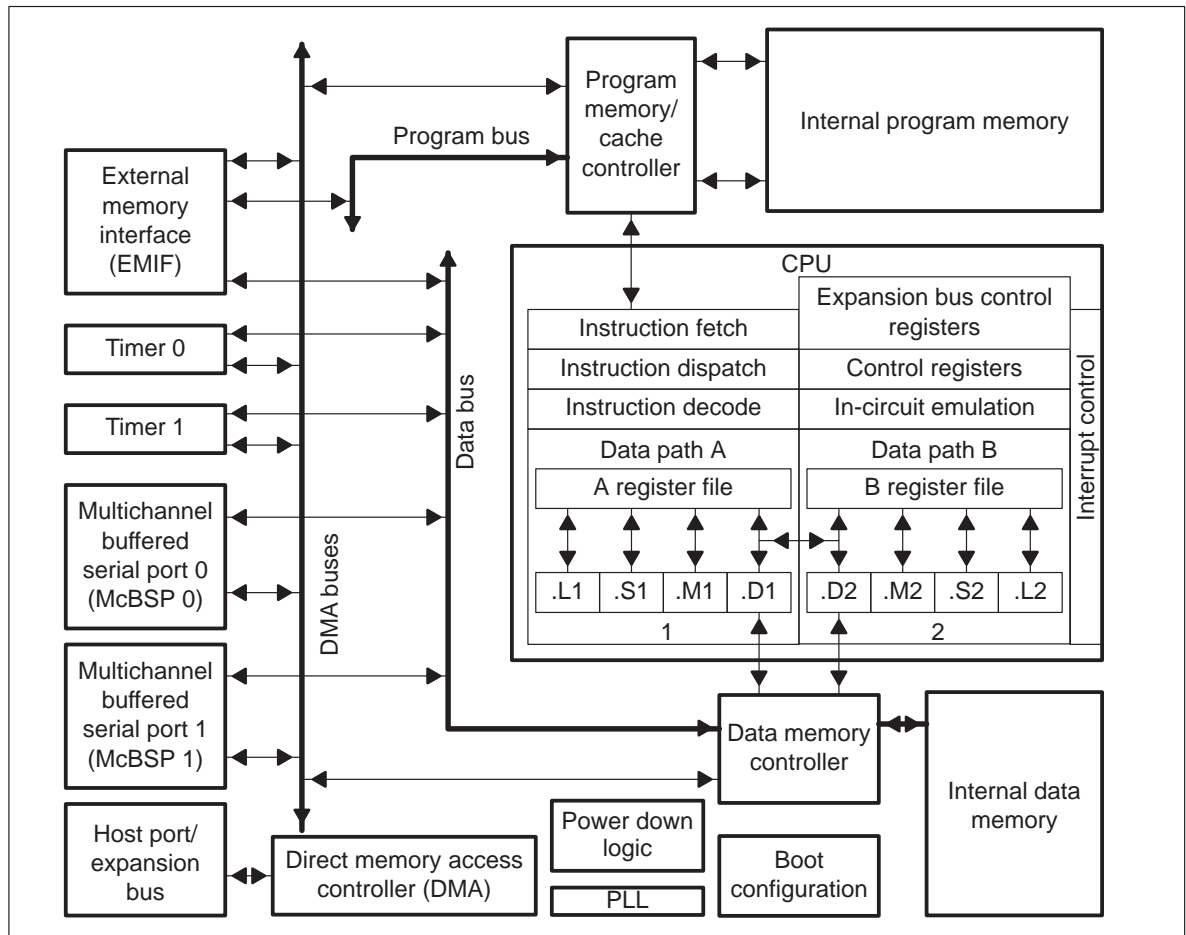 Program
memory/
cache
controller
Internal program memory
Program bus
External
memory
interface
(EMIF)
Timer 0
Timer 1
Multichannel
buffered
serial port 0
(McBSP 0)
Multichannel
buffered
serial port 1
(McBSP 1)
Host port/
expansion
bus
DMA buses
Data bus
Direct memory access
controller (DMA)
CPU
Instruction fetch
Expansion bus control
registers
Instruction dispatch
Control registers
Instruction decode
In-circuit emulation
Data path A
Data path B
A register file
B register file
.L1 .S1 .M1 .D1
.D2 .M2 .S2 .L2
1
2
Interrupt control
Data memory
controller
Internal data
memory
Power down
logic
PLL
Boot
configuration